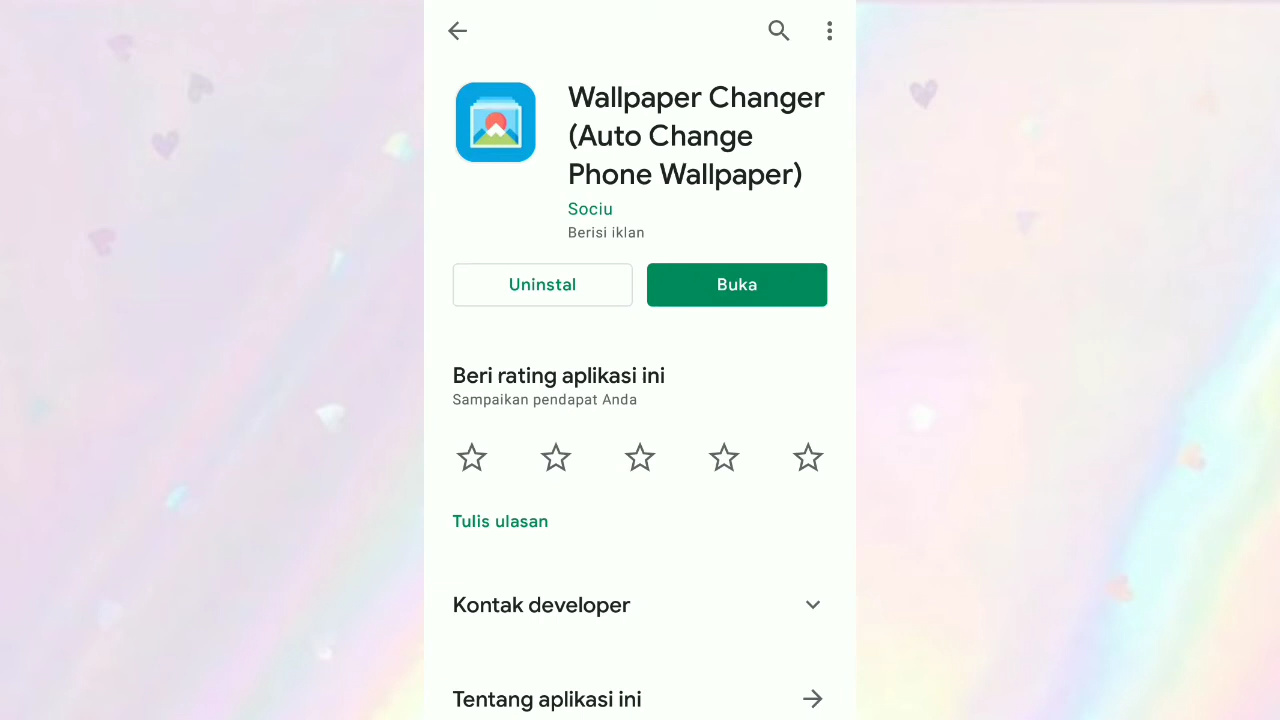 Wallpaper Changer
(Auto Change
Phone Wallpaper)
Sociu
Berisi iklan
Uninstal
Buka
Beri rating aplikasi ini
Sampaikan pendapat Anda
Tulis ulasan
Kontak developer
Tentang aplikasi ini